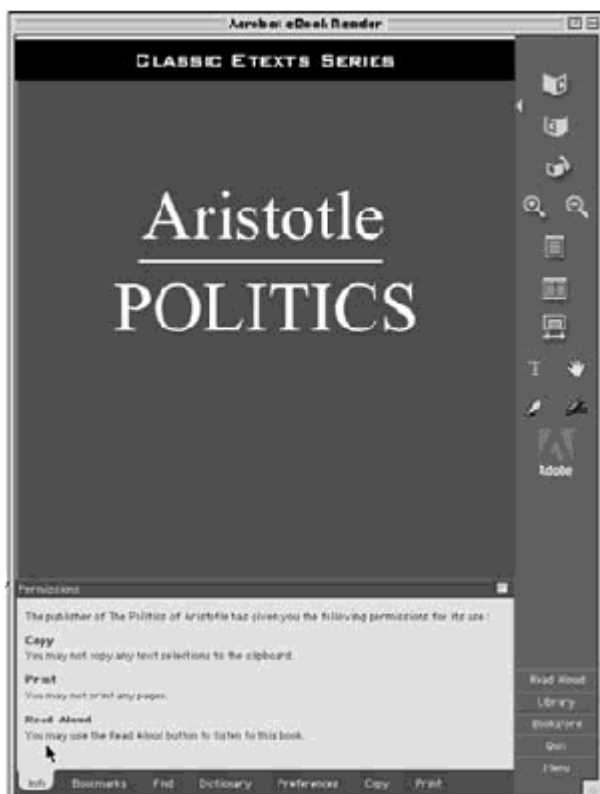 Acrobat eBook Reader
CLASSIC ETEXTS SERIES
Aristotle
POLITICS
Adobe
Permissions
The publisher of The Politics of Aristotle has given you the following permissions for its use:
Copy
You may not copy any text selections to the clipboard.
Print
You may not print any pages.
Read Aloud
You may use the Read Aloud button to listen to this book.
Read Aloud
Library
Bookstore
Quit
Menu
Info Bookmarks Find Dictionary Preferences Copy Print